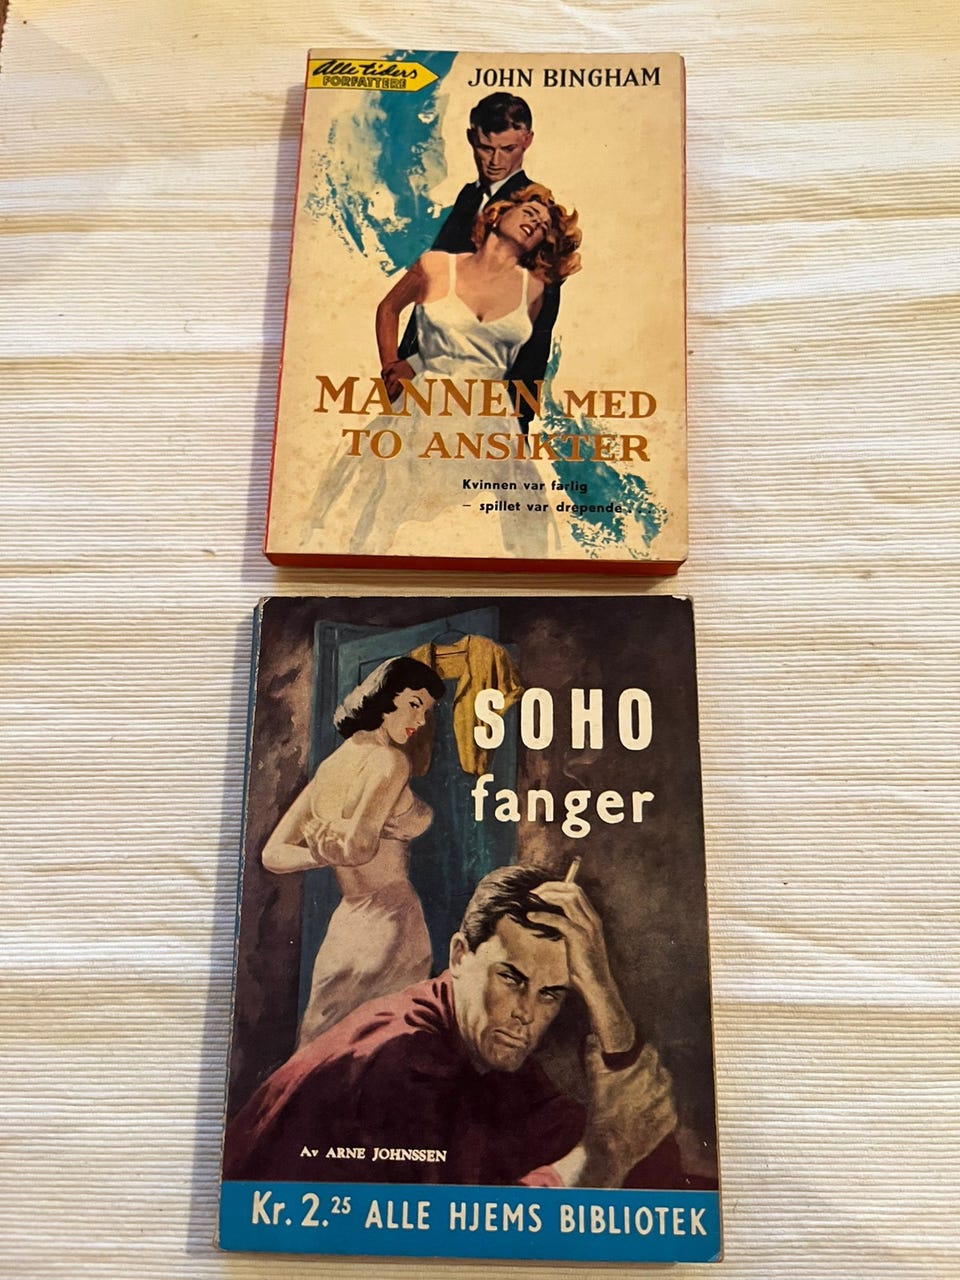 Alle tiders
FORFATTERE
JOHN BINGHAM
MANNEN MED
TO ANSIKTER
Kvinnen var farlig
– spillet var drepende . . .
SOHO
fanger
Av ARNE JOHNSSEN
Kr. 2.25 ALLE HJEMS BIBLIOTEK